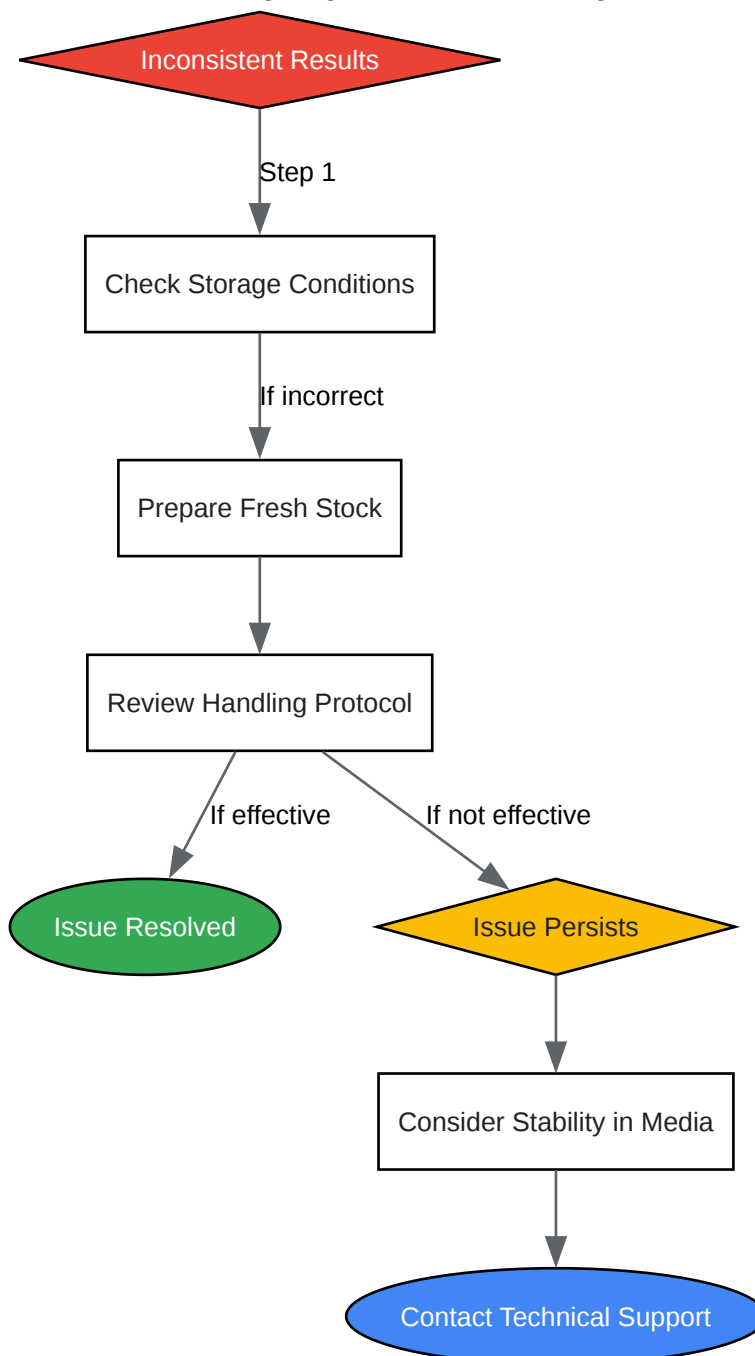 Inconsistent Results
Step 1
Check Storage Conditions
If incorrect
Prepare Fresh Stock
Review Handling Protocol
If effective
If not effective
Issue Resolved
Issue Persists
Consider Stability in Media
Contact Technical Support